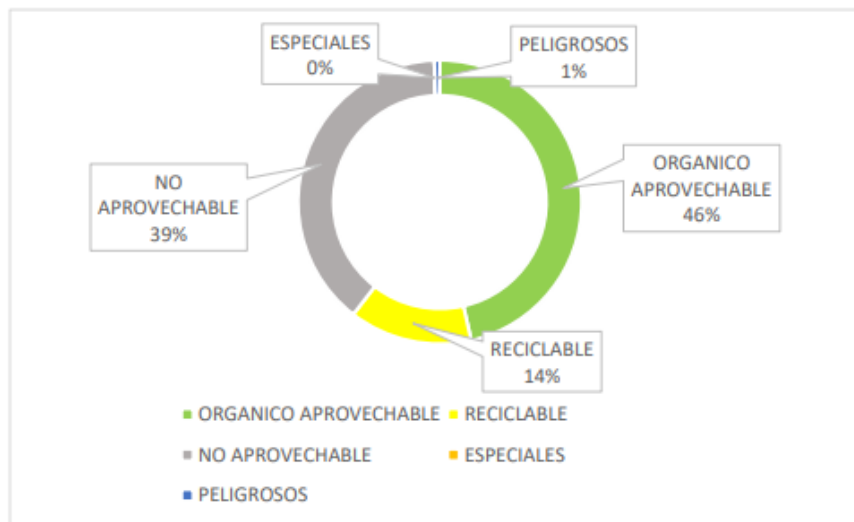 ESPECIALES
0%
PELIGROSOS
1%
NO
APROVECHABLE
39%
ORGANICO
APROVECHABLE
46%
RECICLABLE
14%
ORGANICO APROVECHABLE
RECICLABLE
NO APROVECHABLE
ESPECIALES
PELIGROSOS